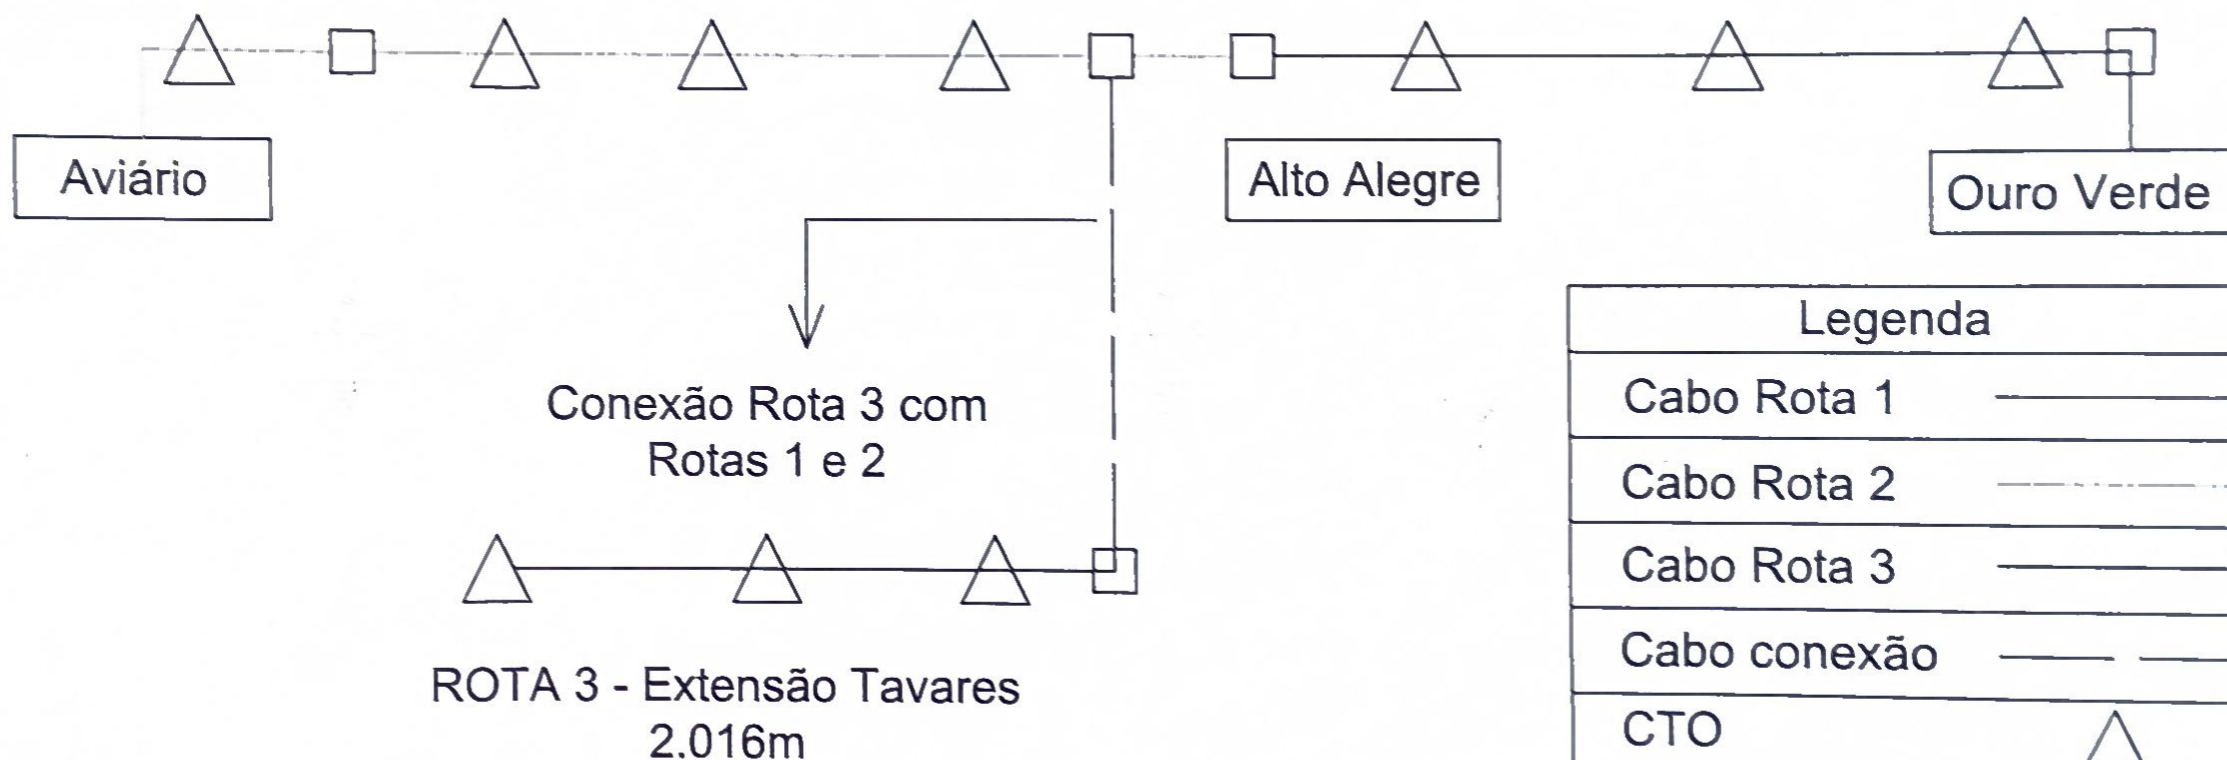 Aviário
Alto Alegre
Ouro Verde
Conexão Rota 3 com
Rotas 1 e 2
ROTA 3 - Extensão Tavares
2.016m
Legenda
Cabo Rota 1
Cabo Rota 2
Cabo Rota 3
Cabo conexão
CTO